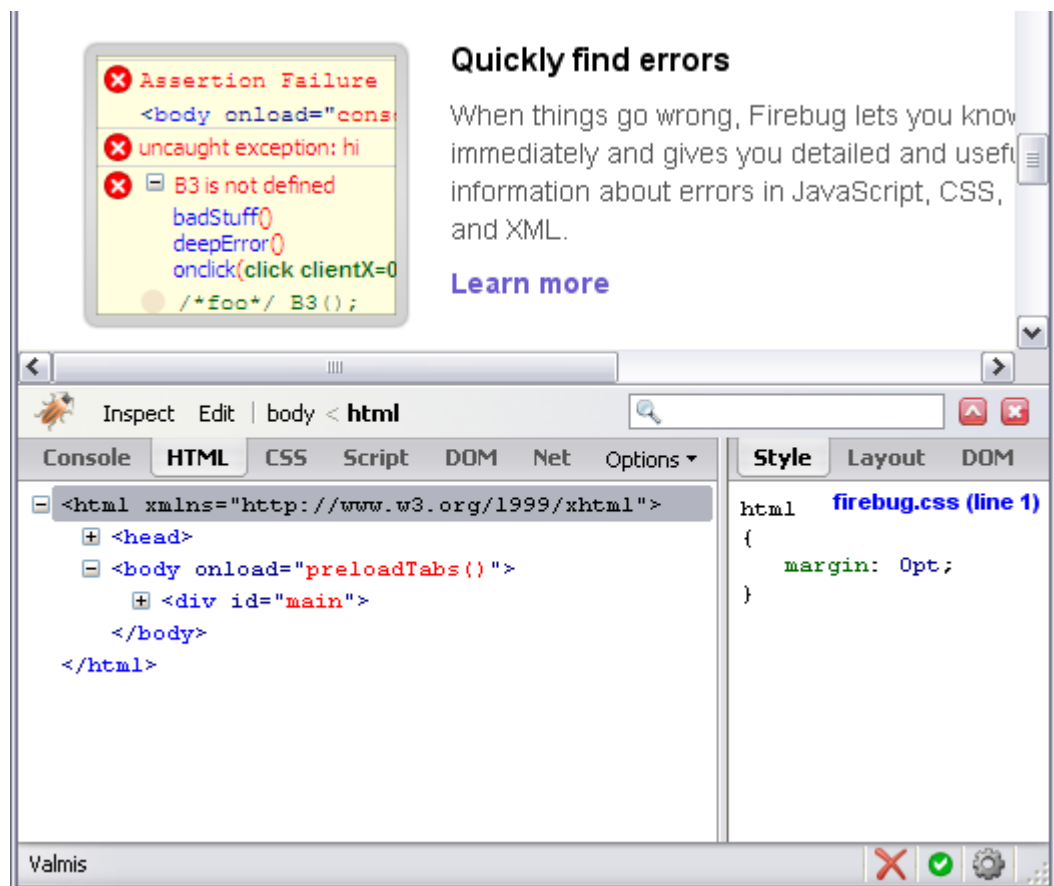 Assertion Failure
<body onload="cons
uncaught exception: hi
B3 is not defined
badStuff()
deepError()
onclick(click clientX=0
/*foo*/ B3();
Quickly find errors
When things go wrong, Firebug lets you know
immediately and gives you detailed and usefu
information about errors in JavaScript, CSS,
and XML.
Learn more
Inspect Edit | body < html
Console HTML CSS Script DOM Net Options
<html xmlns="http://www.w3.org/1999/xhtml">
<head>
<body onload="preloadTabs()">
<div id="main">
</body>
</html>
Style Layout DOM
html firebug.css (line 1)
{
margin: 0pt;
}
Valmis